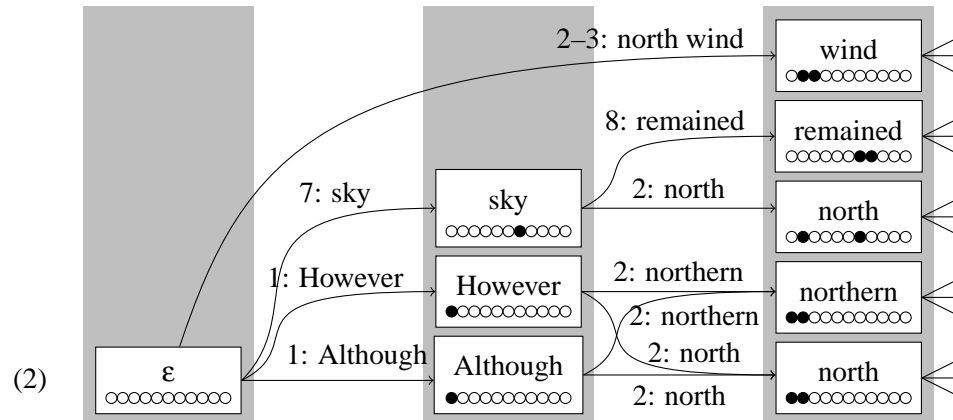 2–3: north wind
wind
8: remained
remained
7: sky
sky
2: north
north
1: However
However
2: northern
northern
2: northern
1: Although
Although
2: north
2: north
north
(2)
ε